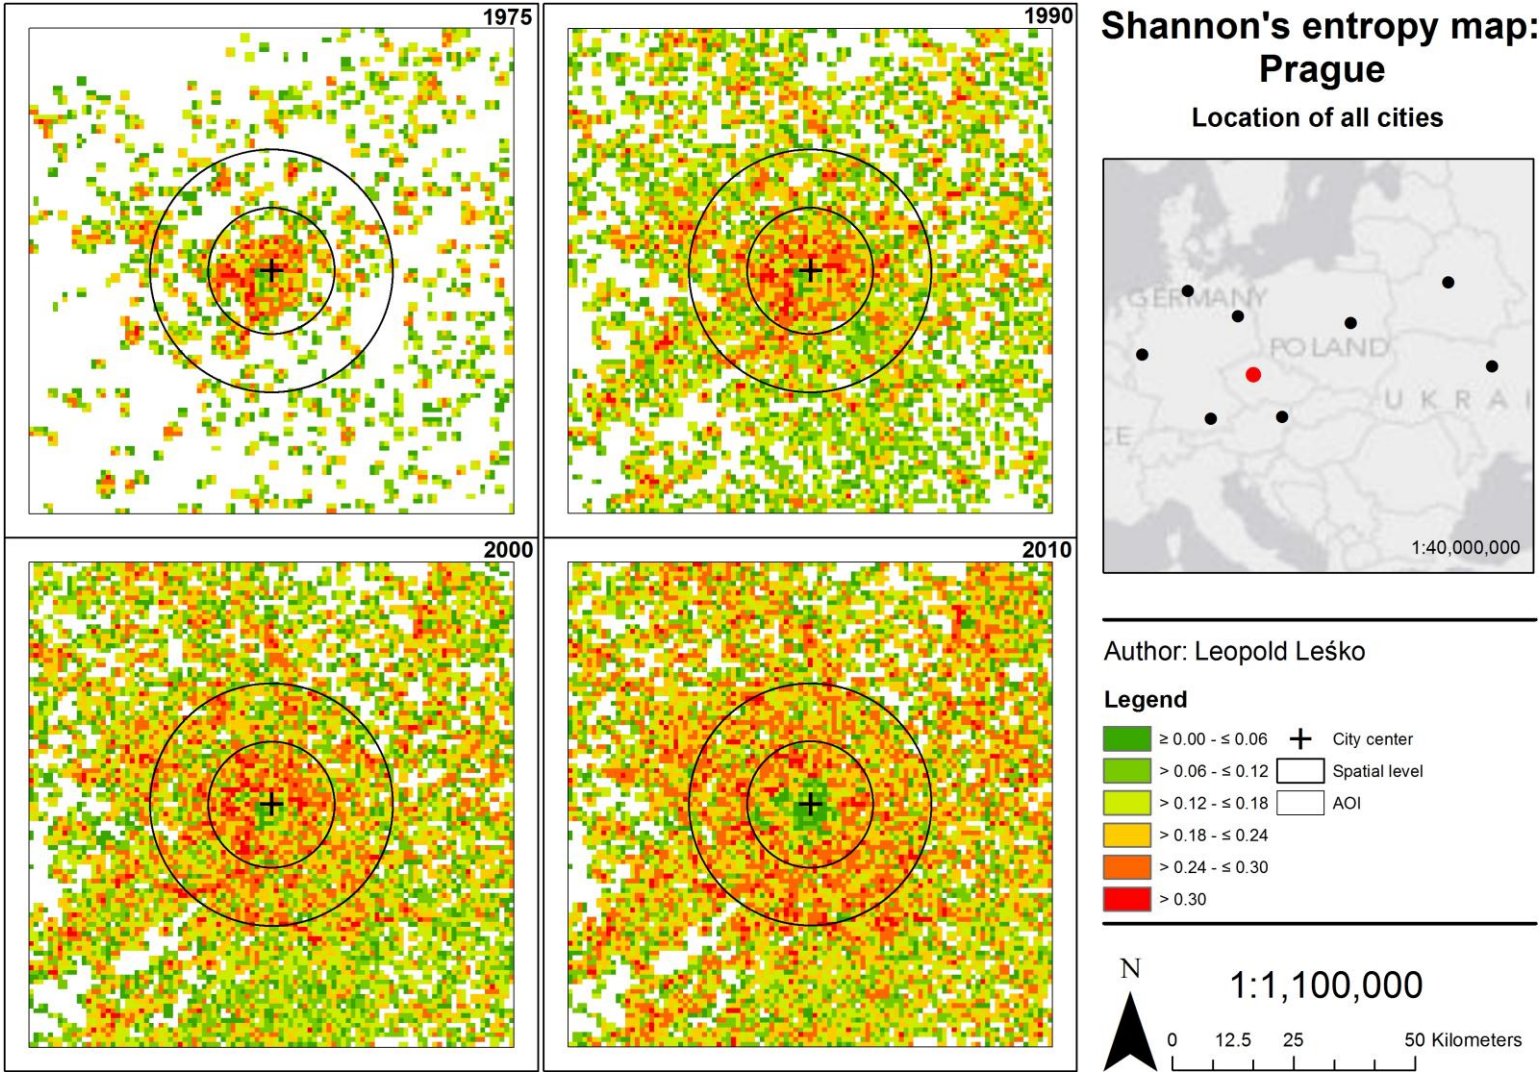 1975
1990
2000
2010
Shannon's entropy map:
Prague
Location of all cities
GERMANY
POLAND
U K R A I
CE
1:40,000,000
Author: Leopold Leśko
Legend
≥ 0.00 - ≤ 0.06
> 0.06 - ≤ 0.12
> 0.12 - ≤ 0.18
> 0.18 - ≤ 0.24
> 0.24 - ≤ 0.30
> 0.30
City center
Spatial level
AOI
N
1:1,100,000
0 12.5 25 50 Kilometers